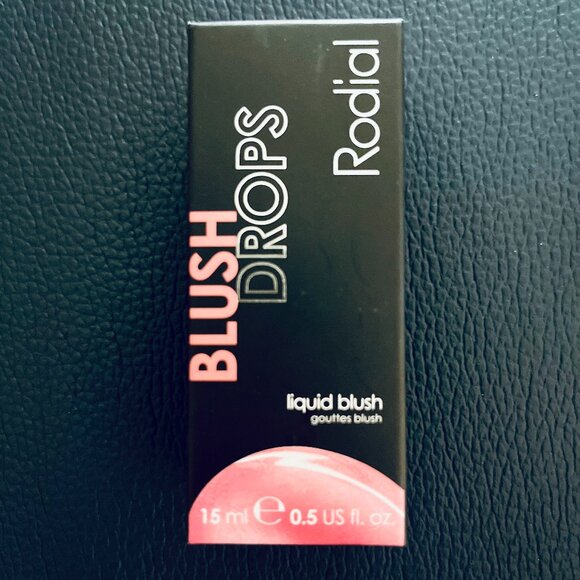 Rodial
BLUSH
DROPS
liquid blush
gouttes blush
15 ml ℮ 0.5 US fl. oz.